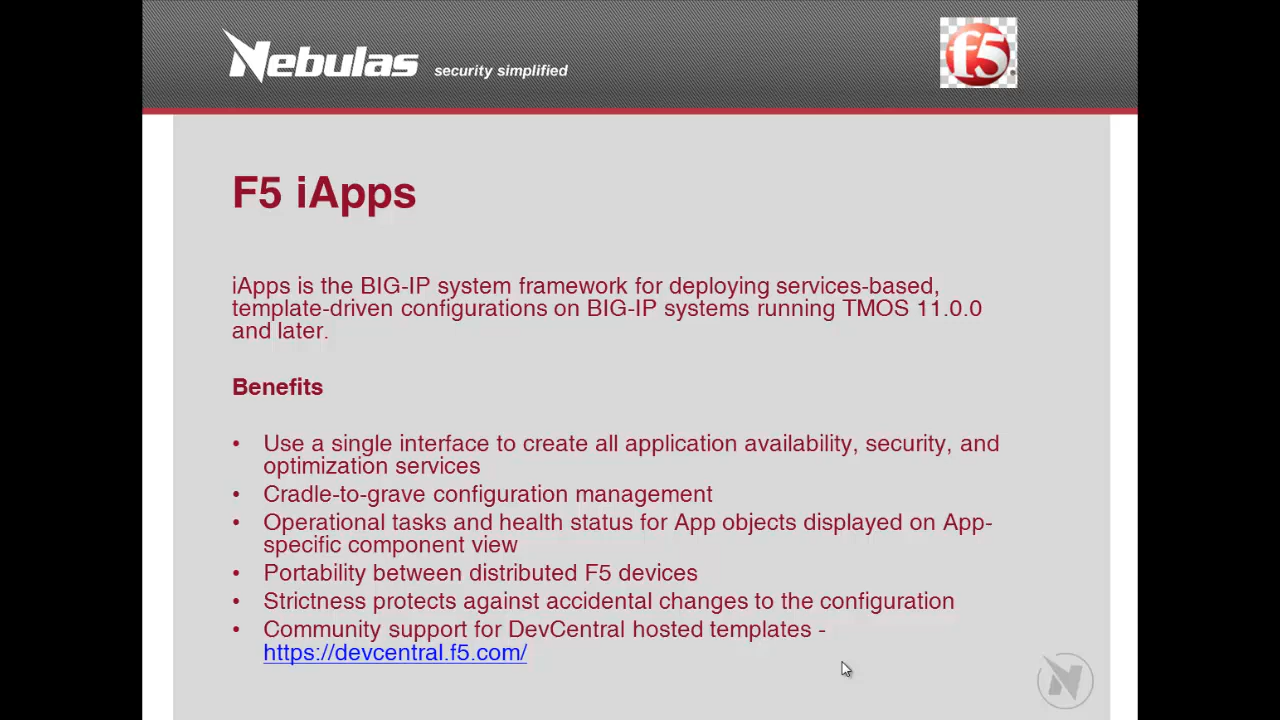 Nebulas security simplified
f5
F5 iApps
iApps is the BIG-IP system framework for deploying services-based,
template-driven configurations on BIG-IP systems running TMOS 11.0.0
and later.
Benefits
• Use a single interface to create all application availability, security, and
optimization services
• Cradle-to-grave configuration management
• Operational tasks and health status for App objects displayed on App-
specific component view
• Portability between distributed F5 devices
• Strictness protects against accidental changes to the configuration
• Community support for DevCentral hosted templates -
https://devcentral.f5.com/
N